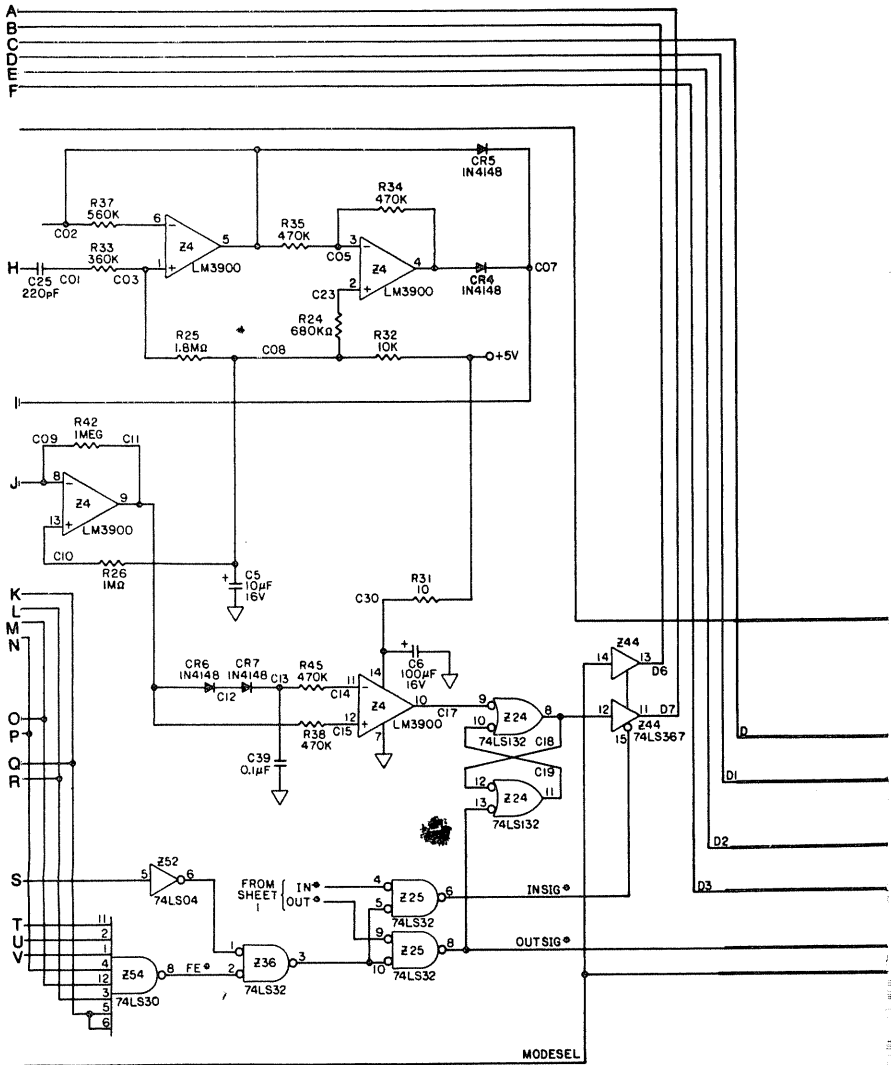 A
B
C
D
E
F
CR5
1N4148
R34
470K
R37
560K
6
−
C02
Z4
5
R35
470K
C05
3
−
Z4
4
C07
R33
360K
H
C25
220pF
C01
C03
1
+
LM3900
CR4
1N4148
C23
2
+
LM3900
R24
680KΩ
R25
1.8MΩ
C08
R32
10K
+5V
I
R42
1MEG
C09
C11
J
8
−
Z4
9
13
+
LM3900
C10
R26
1MΩ
+
C5
10µF
16V
R31
10
C30
K
L
M
N
Z44
14
13
D6
+
C6
100µF
16V
CR6
1N4148
CR7
1N4148
C12
C13
R45
470K
C14
11
−
14
Z4
10
LM3900
C17
9
Z24
8
10
74LS132
C18
12
11
D7
Z44
74LS367
15
12
+
C15
R38
470K
7
C39
0.1µF
C19
12
Z24
11
13
74LS132
O
P
Q
R
D
D1
D2
D3
S
5
Z52
6
74LS04
FROM
SHEET
1
IN*
OUT*
4
Z25
6
5
74LS32
INSIG*
9
Z25
8
10
74LS32
OUTSIG*
T
U
V
11
2
1
4
12
3
5
6
Z54
8
74LS30
FE*
1
Z36
3
2
74LS32
MODESEL